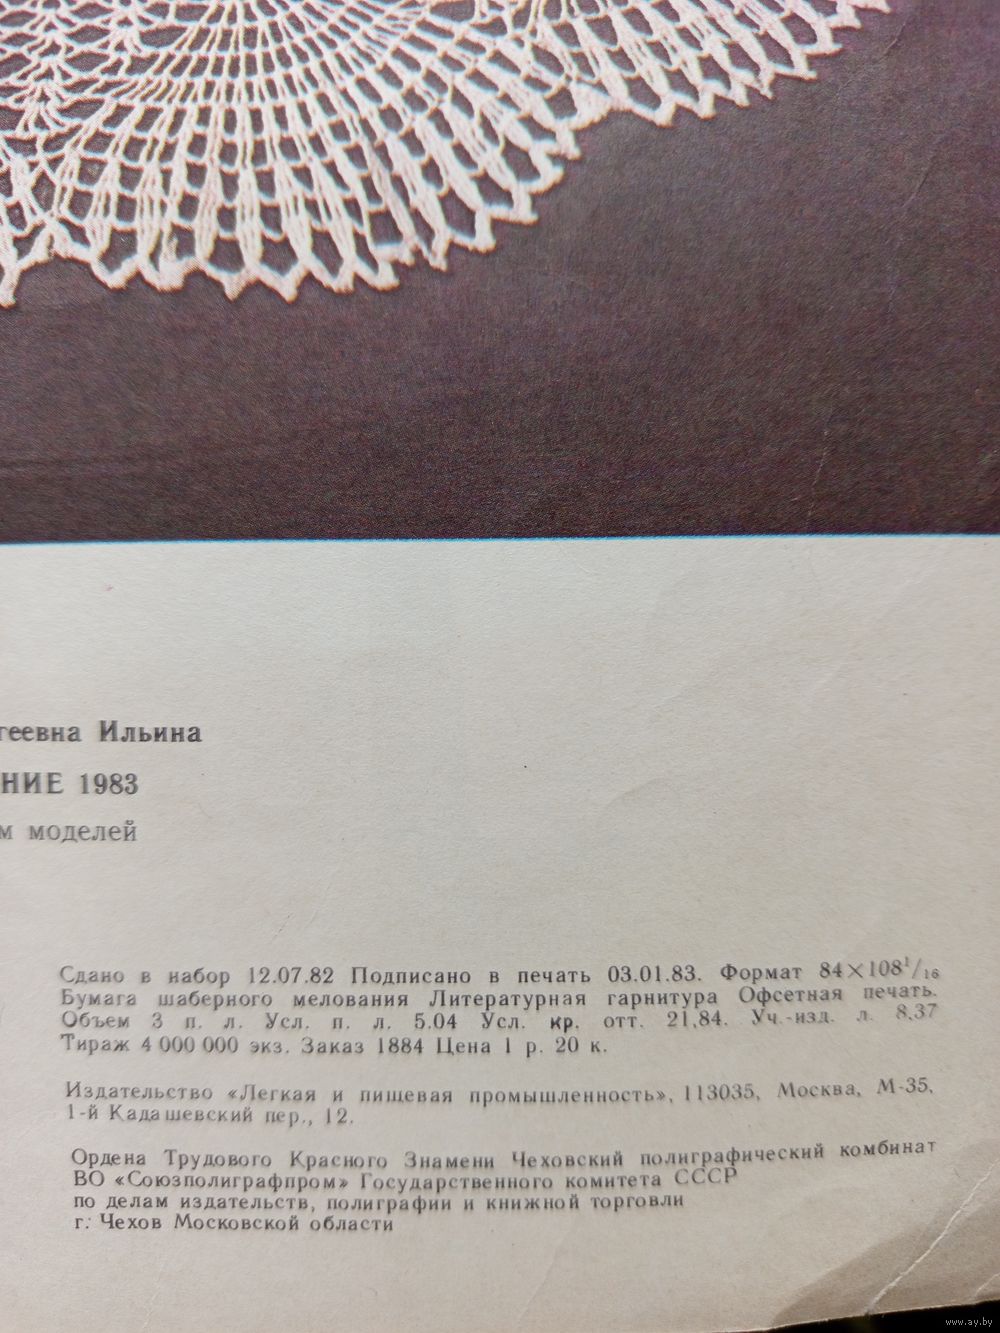 геевна Ильина
НИЕ 1983
м моделей
Сдано в набор 12.07.82 Подписано в печать 03.01.83. Формат 84×108¹/₁₆
Бумага шаберного мелования Литературная гарнитура Офсетная печать.
Объем 3 п. л. Усл. п. л. 5.04 Усл. кр. отт. 21,84. Уч.-изд. л. 8,37
Тираж 4 000 000 экз. Заказ 1884 Цена 1 р. 20 к.
Издательство «Легкая и пищевая промышленность», 113035, Москва, М-35,
1-й Кадашевский пер., 12.
Ордена Трудового Красного Знамени Чеховский полиграфический комбинат
ВО «Союзполиграфпром» Государственного комитета СССР
по делам издательств, полиграфии и книжной торговли
г. Чехов Московской области
www.ay.by